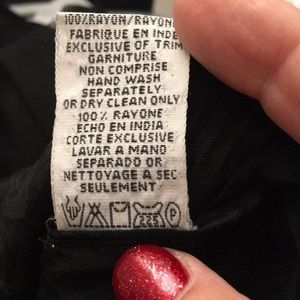 100%RAYON/RAYON
FABRIQUE EN INDE
EXCLUSIVE OF TRIM
GARNITURE
NON COMPRISE
HAND WASH
SEPARATELY
OR DRY CLEAN ONLY
100% RAYONE
ECHO EN INDIA
CORTE EXCLUSIVE
LAVAR A MANO
SEPARADO OR
NETTOYAGE A SEC
SEULEMENT
P